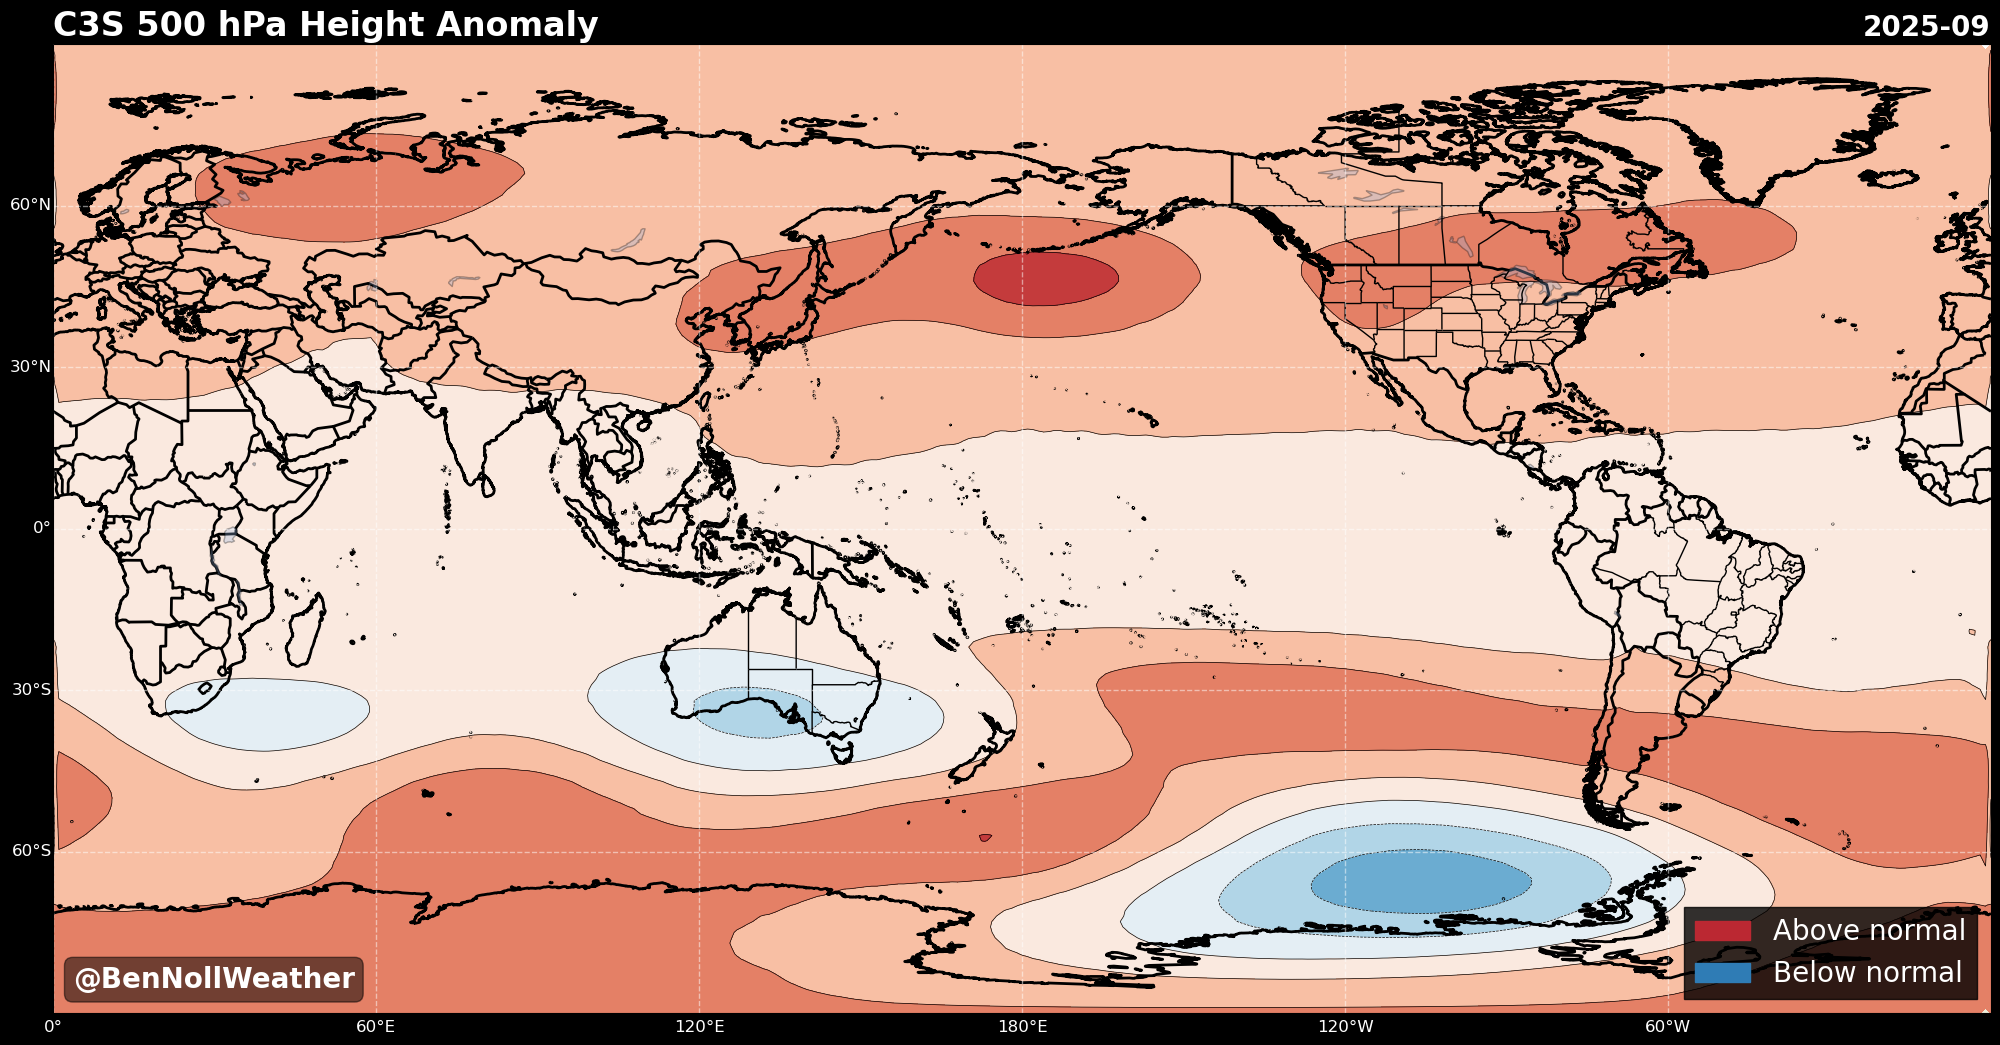 C3S 500 hPa Height Anomaly
2025-09
60°N
30°N
0°
30°S
60°S
Above normal
Below normal
@BenNollWeather
0°
60°E
120°E
180°E
120°W
60°W